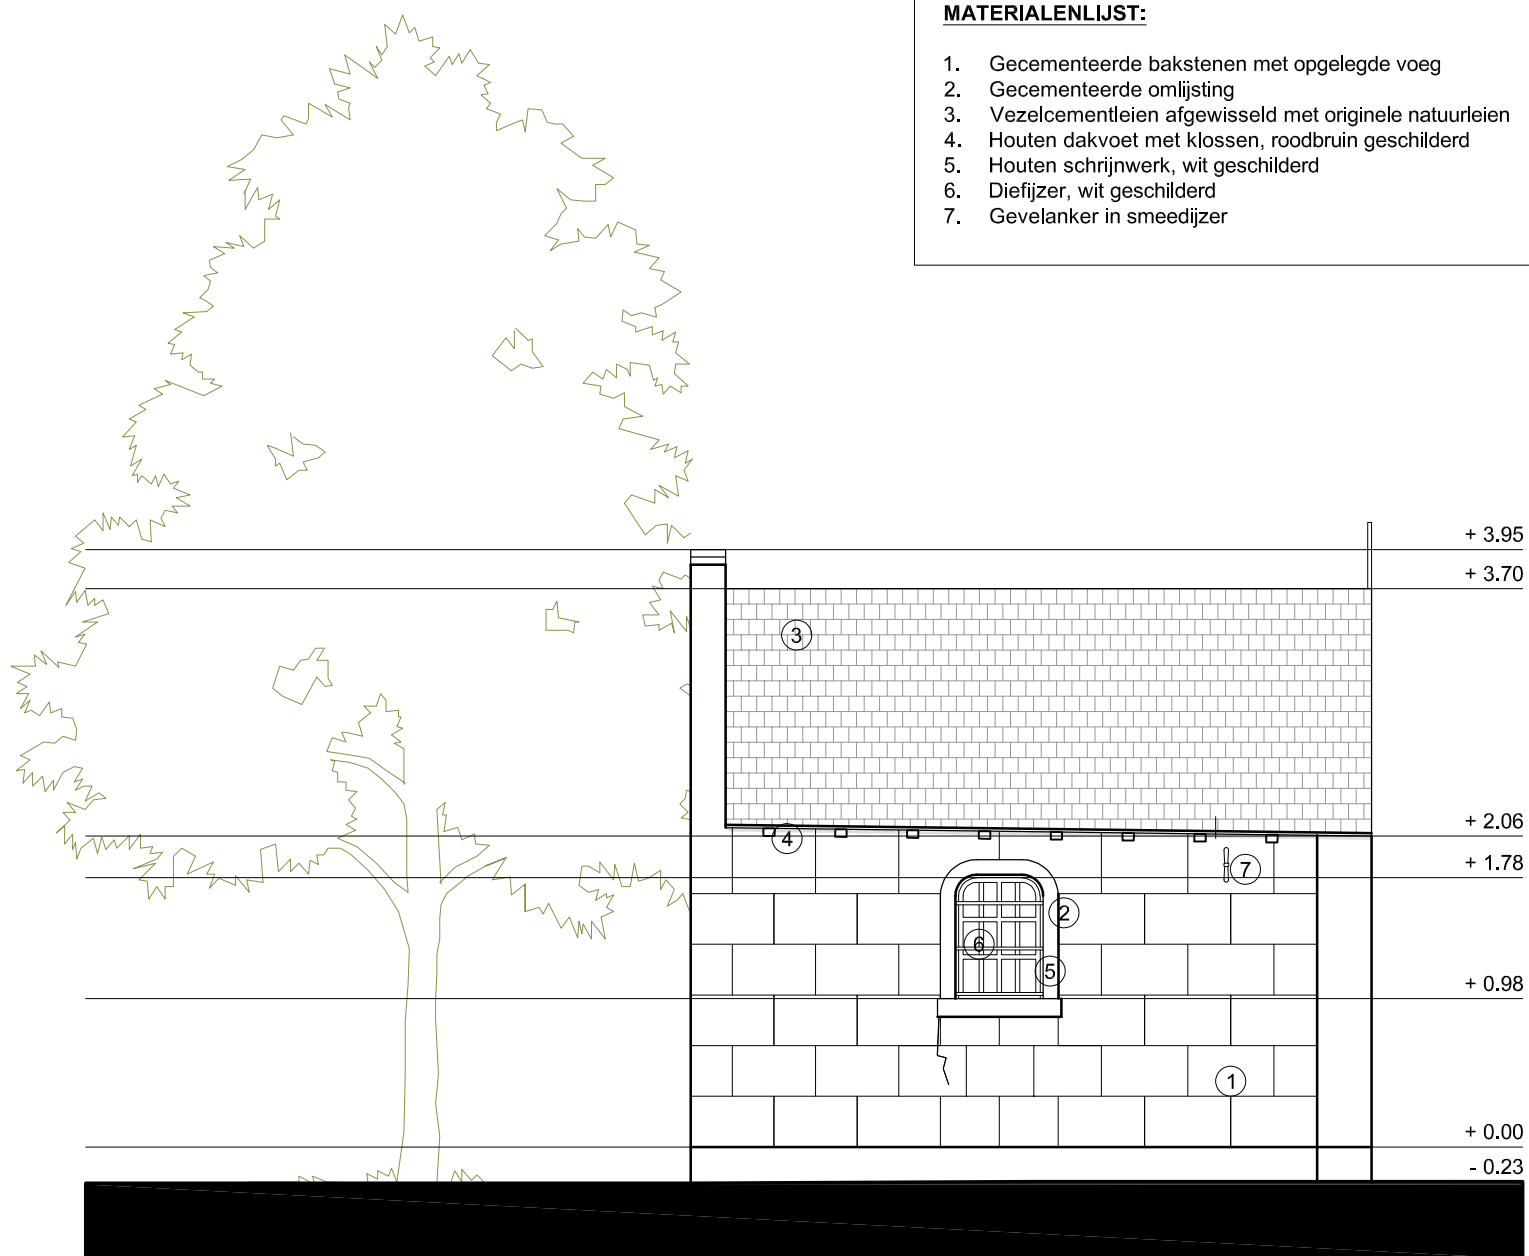 MATERIALENLIJST:
1. Gecementeerde bakstenen met opgelegde voeg
2. Gecementeerde omlijsting
3. Vezelcementleien afgewisseld met originele natuurleien
4. Houten dakvoet met klossen, roodbruin geschilderd
5. Houten schrijnwerk, wit geschilderd
6. Diefijzer, wit geschilderd
7. Gevelanker in smeedijzer
+ 3.95
+ 3.70
3
+ 2.06
4
+ 1.78
7
2
6
5
+ 0.98
1
+ 0.00
- 0.23